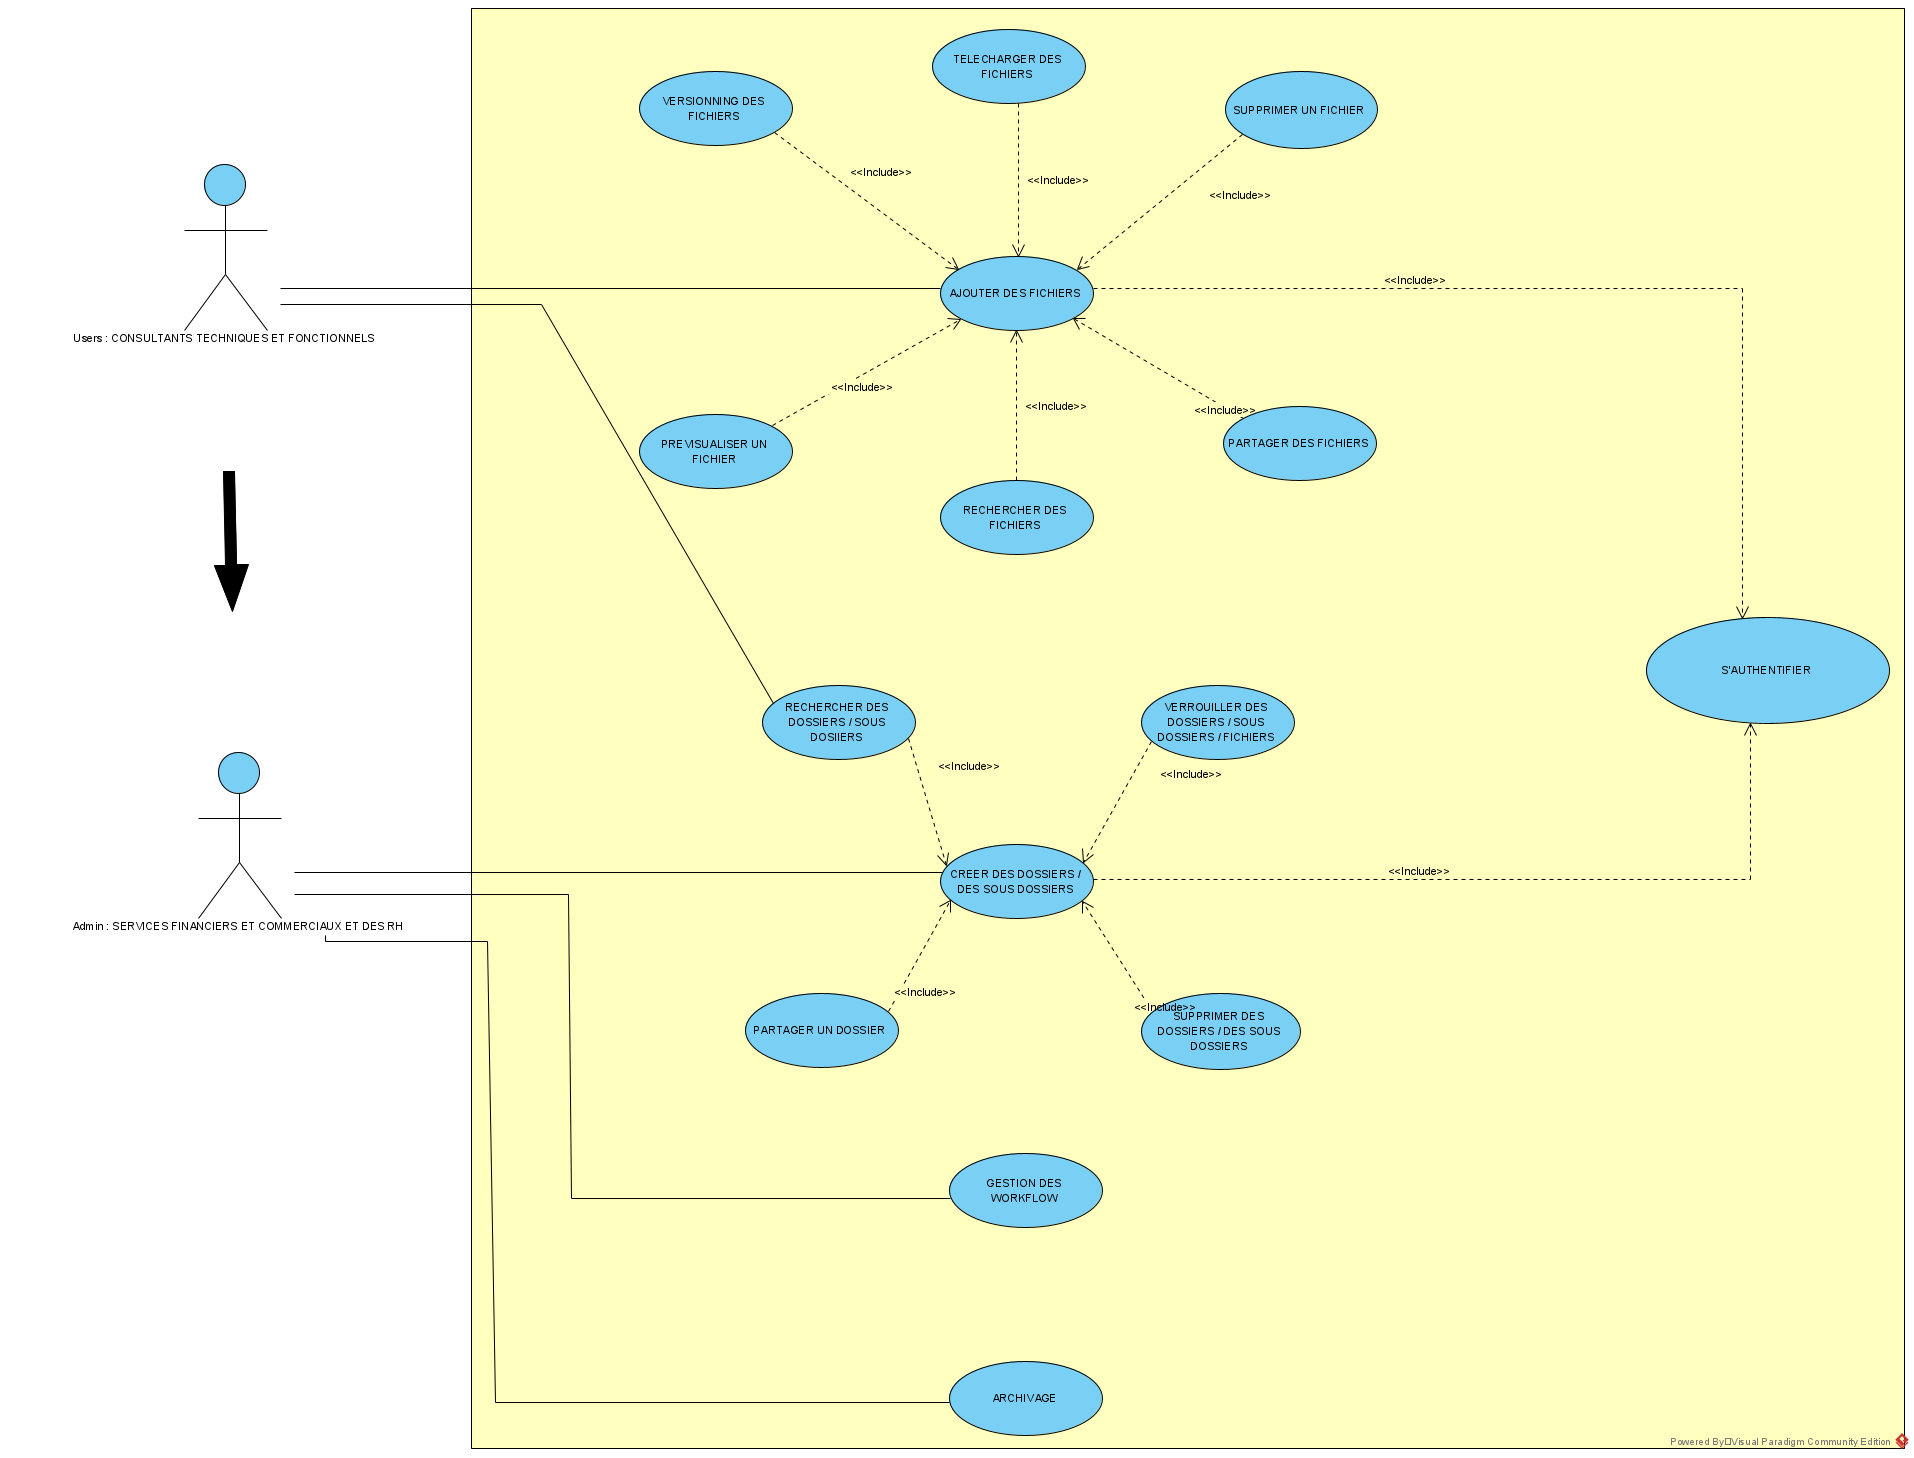 TELECHARGER DES
FICHIERS
VERSIONNING DES
FICHIERS
SUPPRIMER UN FICHIER
<<Include>>
<<Include>>
<<Include>>
AJOUTER DES FICHIERS
<<Include>>
Users : CONSULTANTS TECHNIQUES ET FONCTIONNELS
<<Include>>
<<Include>>
<<Include>>
PREVISUALISER UN
FICHIER
PARTAGER DES FICHIERS
RECHERCHER DES
FICHIERS
S'AUTHENTIFIER
RECHERCHER DES
DOSSIERS / SOUS
DOSIIERS
VERROUILLER DES
DOSSIERS / SOUS
DOSSIERS / FICHIERS
<<Include>>
<<Include>>
CREER DES DOSSIERS /
DES SOUS DOSSIERS
<<Include>>
Admin : SERVICES FINANCIERS ET COMMERCIAUX ET DES RH
<<Include>>
<<Include>>
PARTAGER UN DOSSIER
SUPPRIMER DES
DOSSIERS / DES SOUS
DOSSIERS
GESTION DES
WORKFLOW
ARCHIVAGE
Powered By Visual Paradigm Community Edition